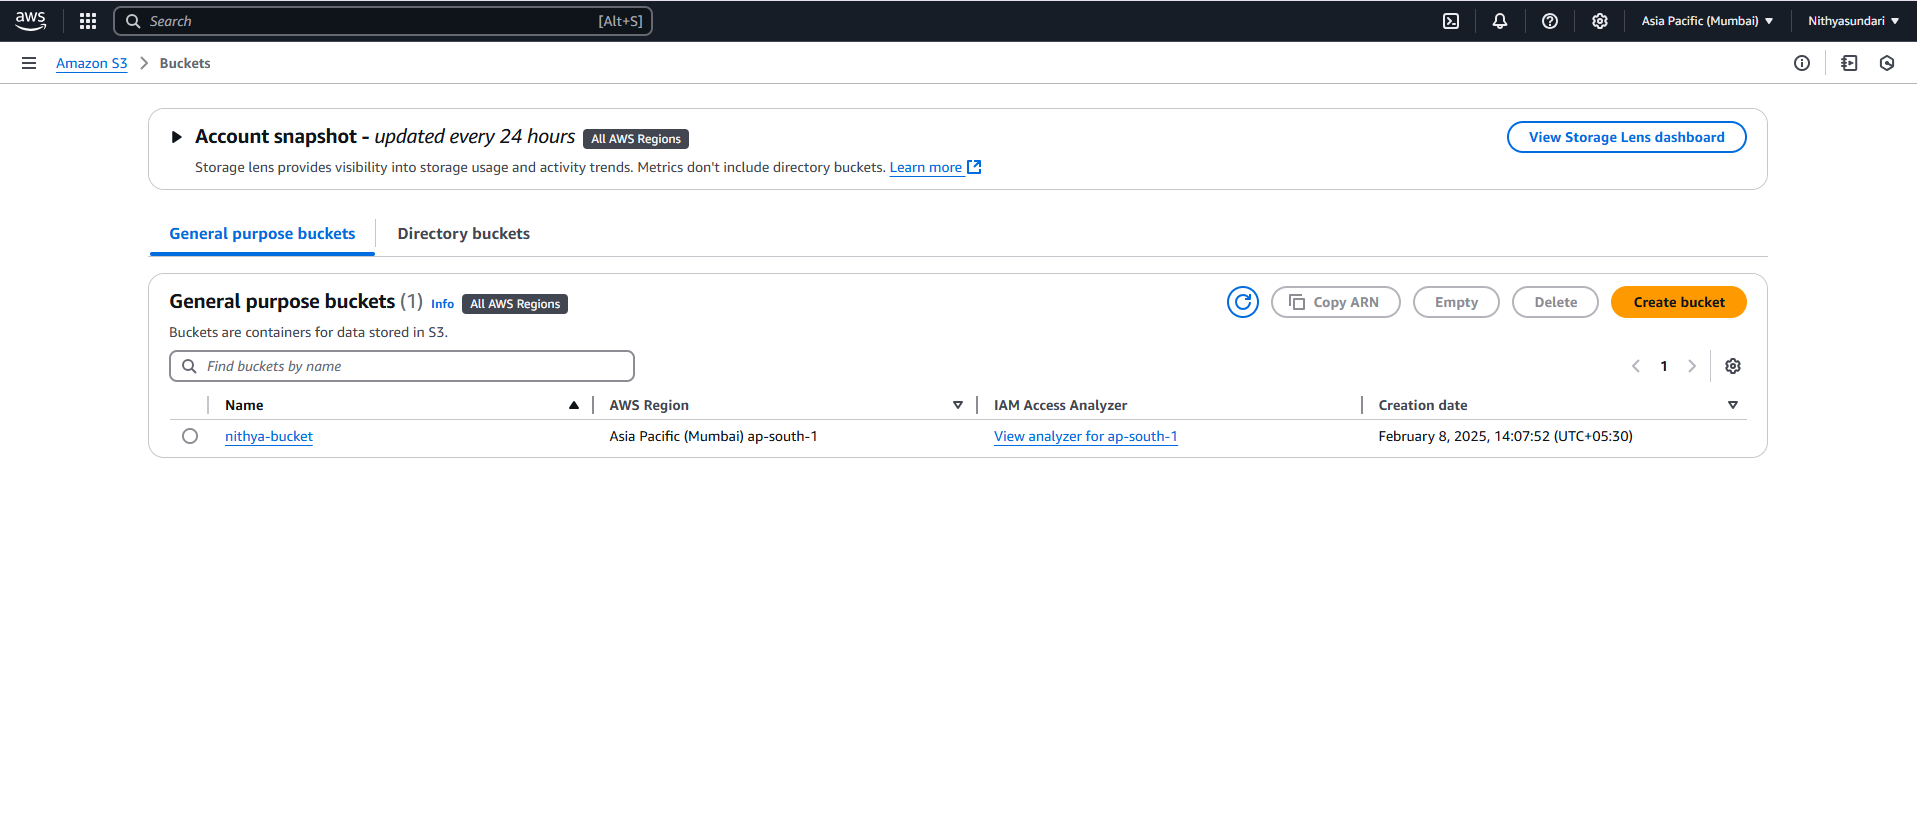 aws Search [Alt+S] Asia Pacific (Mumbai) Nithyasundari
Amazon S3 Buckets
Account snapshot - updated every 24 hours All AWS Regions View Storage Lens dashboard
Storage lens provides visibility into storage usage and activity trends. Metrics don't include directory buckets. Learn more
General purpose buckets Directory buckets
General purpose buckets (1) Info All AWS Regions Copy ARN Empty Delete Create bucket
Buckets are containers for data stored in S3.
Find buckets by name 1
Name AWS Region IAM Access Analyzer Creation date
nithya-bucket Asia Pacific (Mumbai) ap-south-1 View analyzer for ap-south-1 February 8, 2025, 14:07:52 (UTC+05:30)